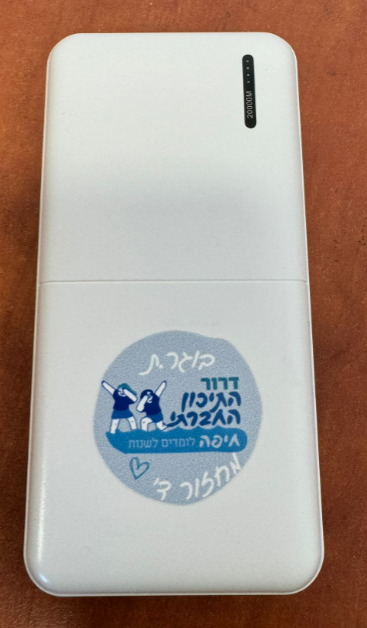 20000M
בוגר.ת
דרור
התיכון
החברתי
חיפה לומדים לשנות
מחזור ד'